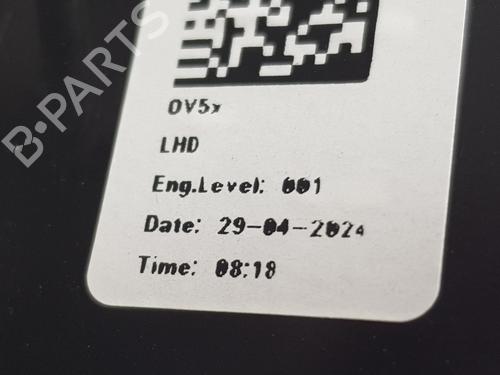 B-PARTS
OV5x
LHD
Eng.Level: 001
Date: 29-04-2024
Time: 08:18